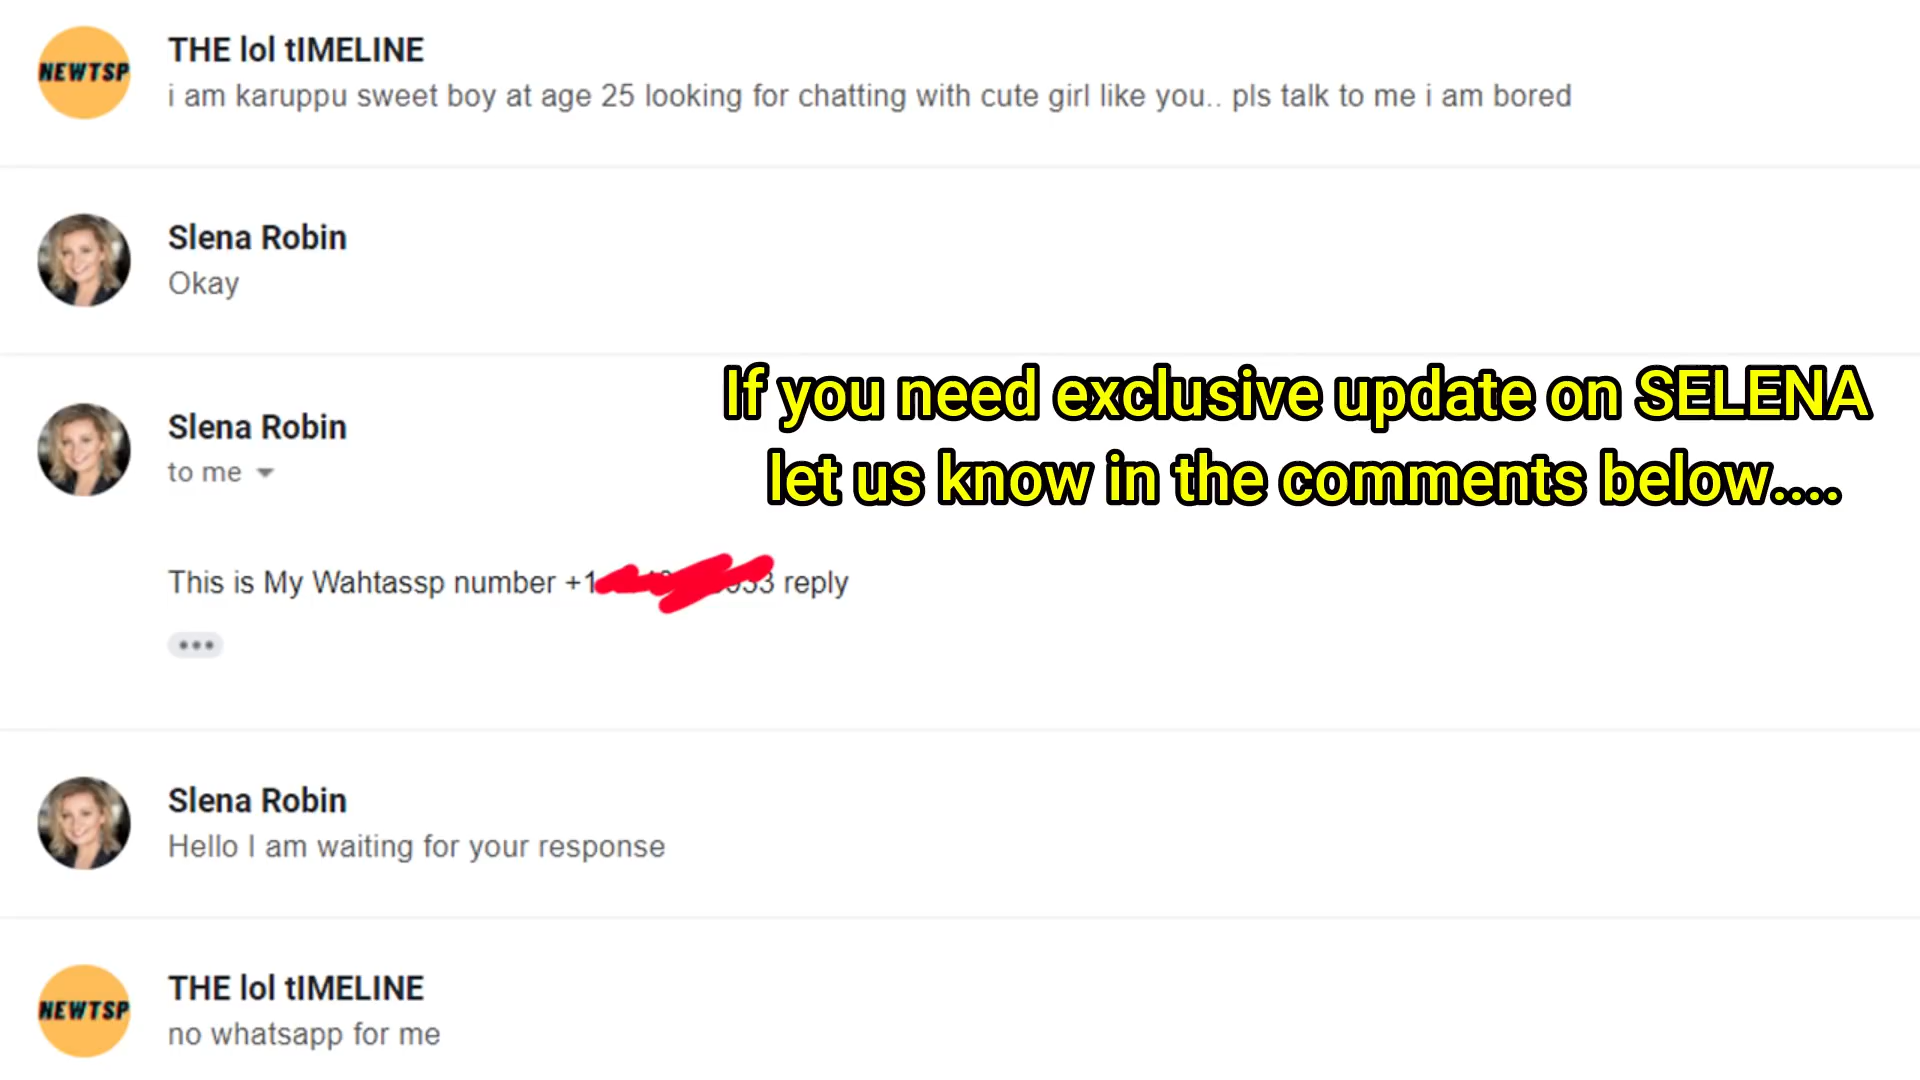 NEWTSP
THE lol tIMELINE
i am karuppu sweet boy at age 25 looking for chatting with cute girl like you.. pls talk to me i am bored
Slena Robin
Okay
If you need exclusive update on SELENA
let us know in the comments below....
Slena Robin
to me
This is My Wahtassp number +1 33 reply
Slena Robin
Hello I am waiting for your response
NEWTSP
THE lol tIMELINE
no whatsapp for me